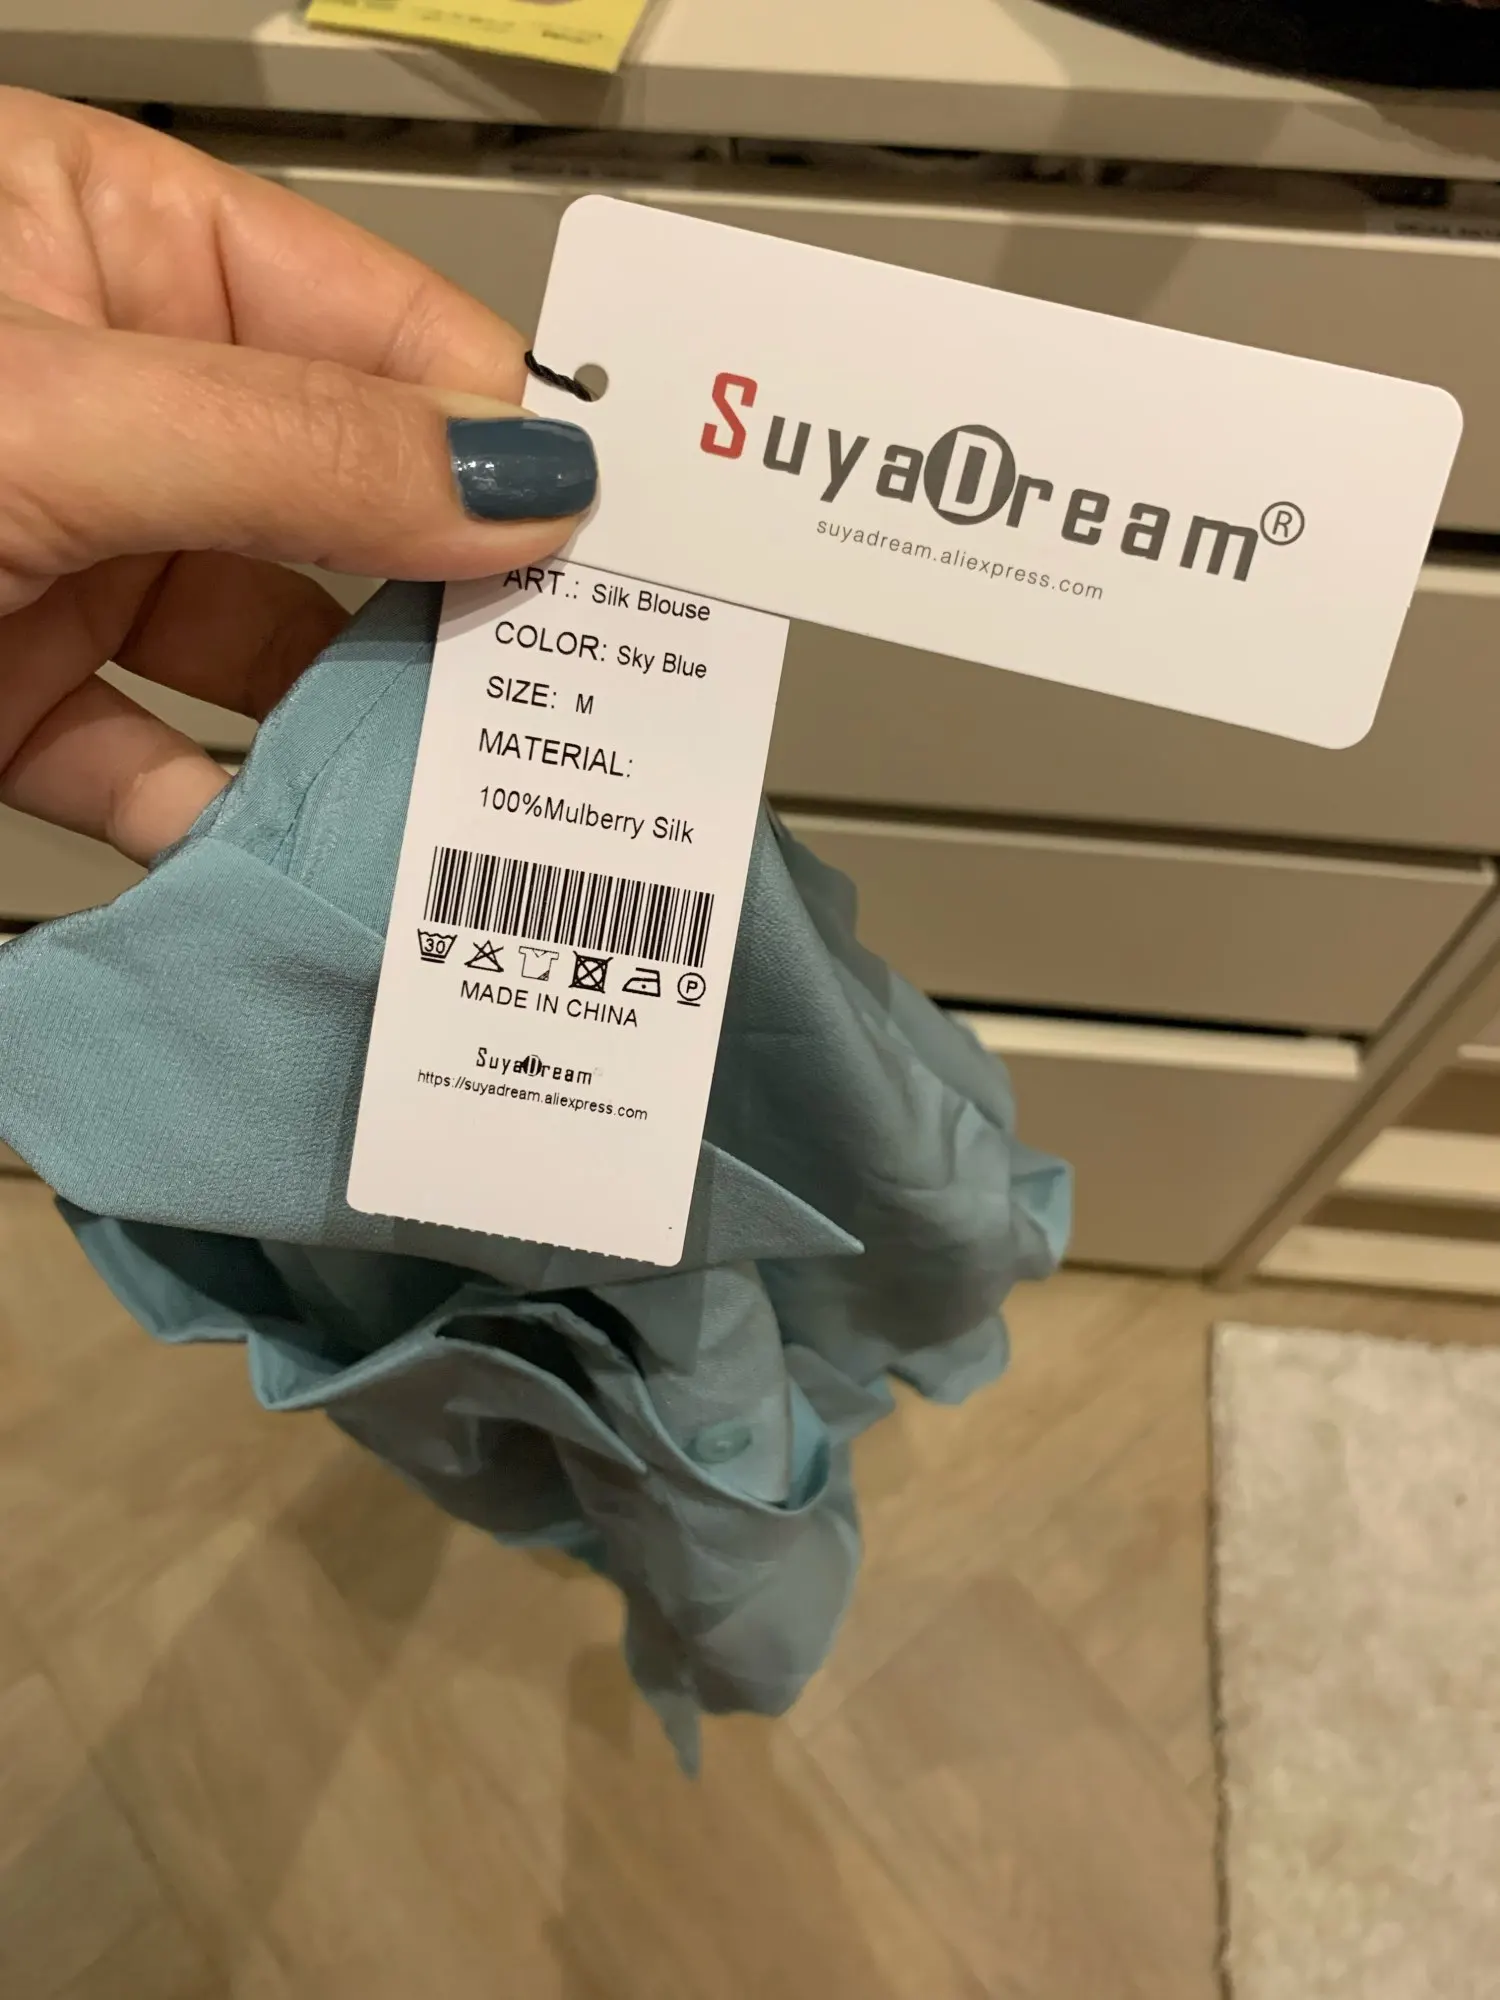 SuyaDream®
suyadream.aliexpress.com
ART.: Silk Blouse
COLOR: Sky Blue
SIZE: M
MATERIAL:
100%Mulberry Silk
30
P
MADE IN CHINA
SuyaDream
https://suyadream.aliexpress.com